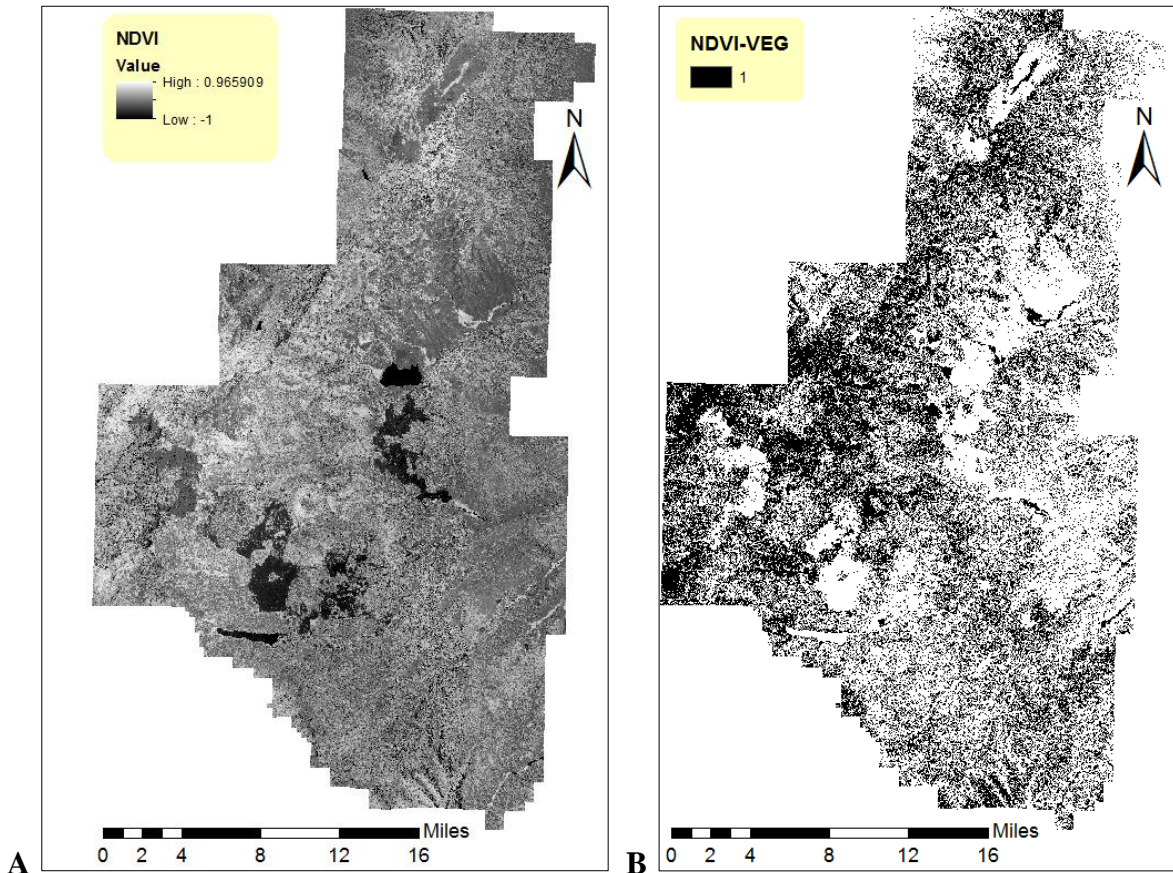 NDVI
Value
High : 0.965909
Low : -1
N
Miles
0 2 4 8 12 16
A
NDVI-VEG
1
N
Miles
0 2 4 8 12 16
B